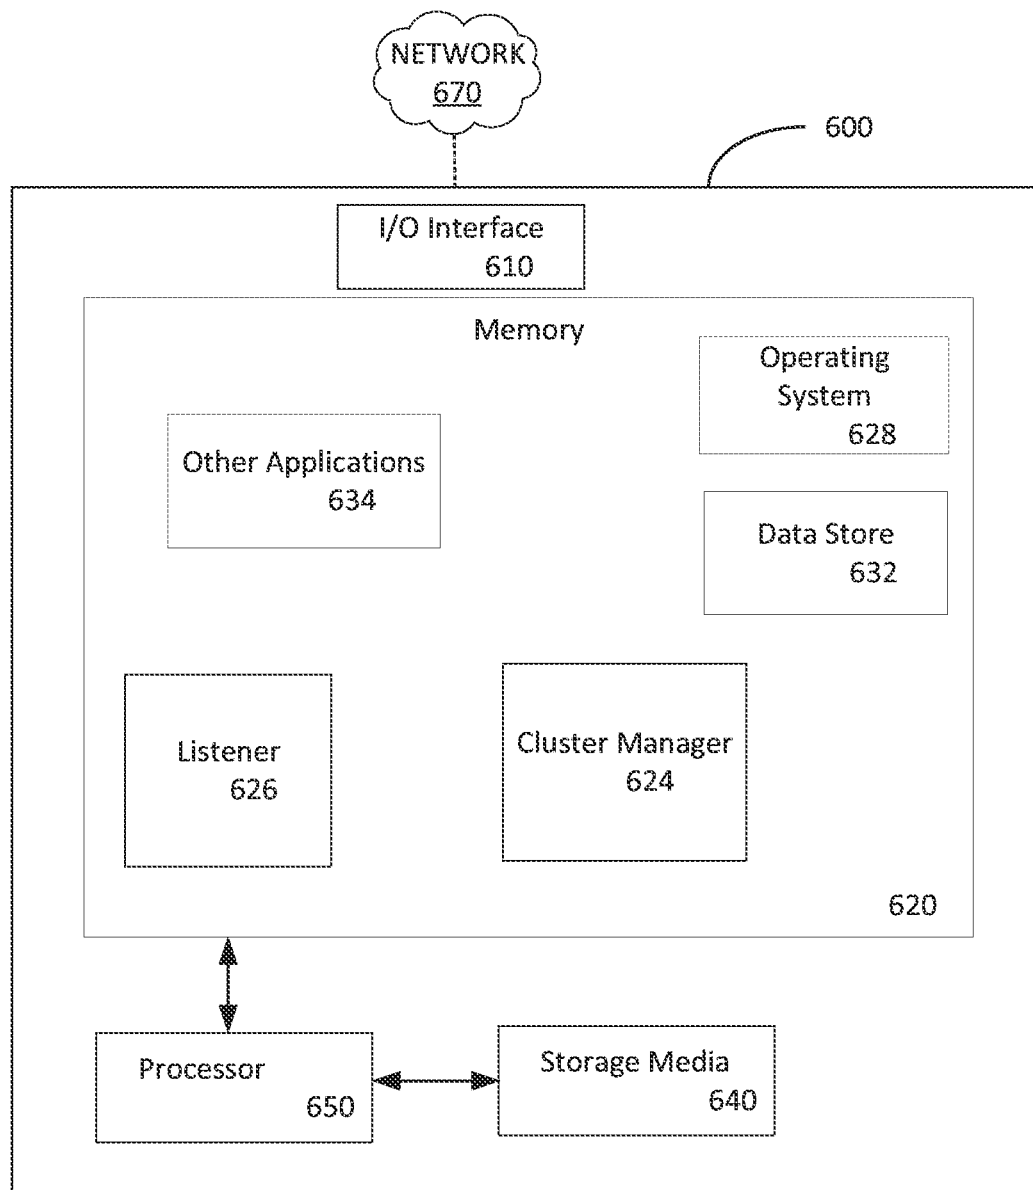 NETWORK
670
600
I/O Interface
610
Memory
Operating
System
628
Other Applications
634
Data Store
632
Listener
626
Cluster Manager
624
620
Processor
650
Storage Media
640